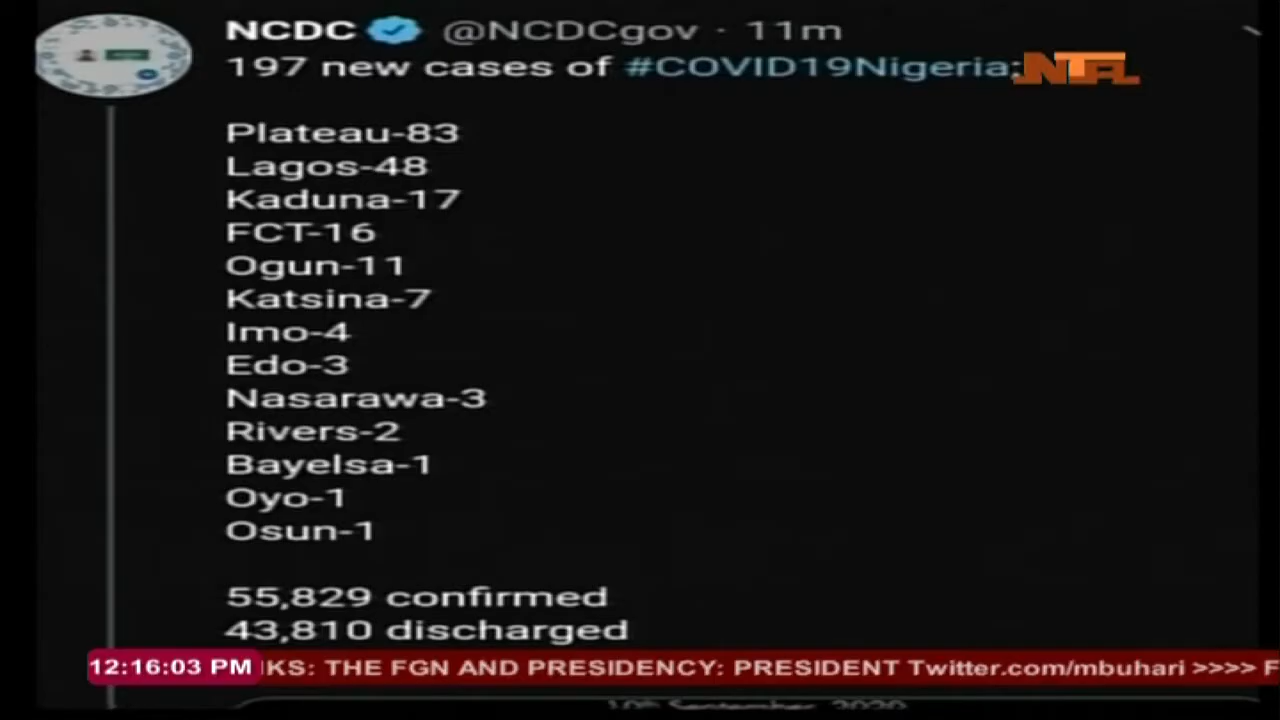 NCDC @NCDCgov · 11m
197 new cases of #COVID19Nigeria;
NTA
Plateau-83
Lagos-48
Kaduna-17
FCT-16
Ogun-11
Katsina-7
Imo-4
Edo-3
Nasarawa-3
Rivers-2
Bayelsa-1
Oyo-1
Osun-1
55,829 confirmed
43,810 discharged
12:16:03 PM KS: THE FGN AND PRESIDENCY: PRESIDENT Twitter.com/mbuhari >>>> F